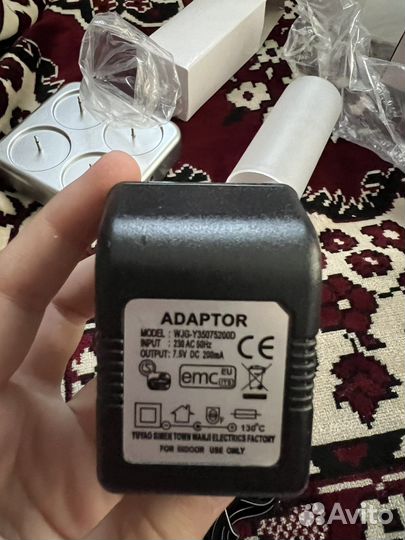 ADAPTOR
MODEL: WJG-Y35075200D
INPUT : 230 AC 50Hz
OUTPUT: 7.5V DC 200mA
CE
emc EU
130°C
YUYAO SIMEN TOWN WANJI ELECTRICS FACTORY
FOR INDOOR USE ONLY
Avito